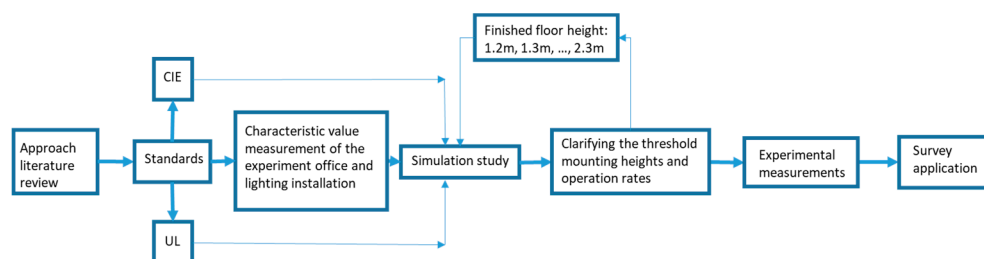 Finished floor height:
1.2m, 1.3m, ..., 2.3m
CIE
Approach
literature
review
Standards
Characteristic value
measurement of the
experiment office and
lighting installation
Simulation study
Clarifying the threshold
mounting heights and
operation rates
Experimental
measurements
Survey
application
UL